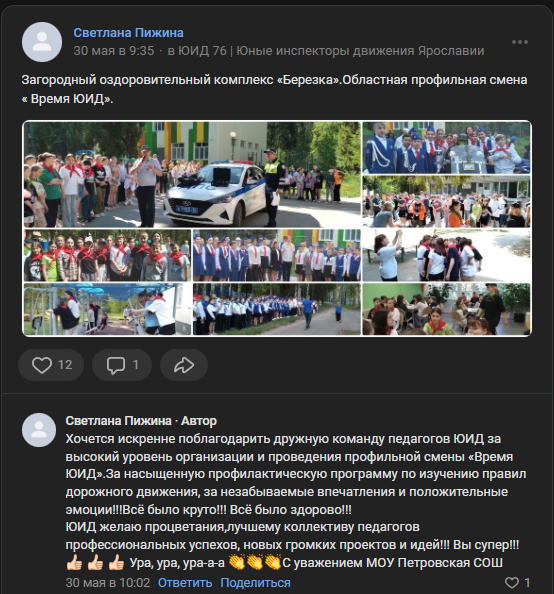 Светлана Пижина
30 мая в 9:35 · в ЮИД 76 | Юные инспекторы движения Ярославии
Загородный оздоровительный комплекс «Березка».Областная профильная смена
« Время ЮИД».
12
1
Светлана Пижина · Автор
Хочется искренне поблагодарить дружную команду педагогов ЮИД за
высокий уровень организации и проведения профильной смены «Время
ЮИД».За насыщенную профилактическую программу по изучению правил
дорожного движения, за незабываемые впечатления и положительные
эмоции!!!Всё было круто!!! Всё было здорово!!!
ЮИД желаю процветания,лучшему коллективу педагогов
профессиональных успехов, новых громких проектов и идей!!! Вы супер!!!
👍🏻 👍🏻 👍🏻 Ура, ура, ура-а-а 👏👏👏С уважением МОУ Петровская СОШ
30 мая в 10:02 Ответить Поделиться
1